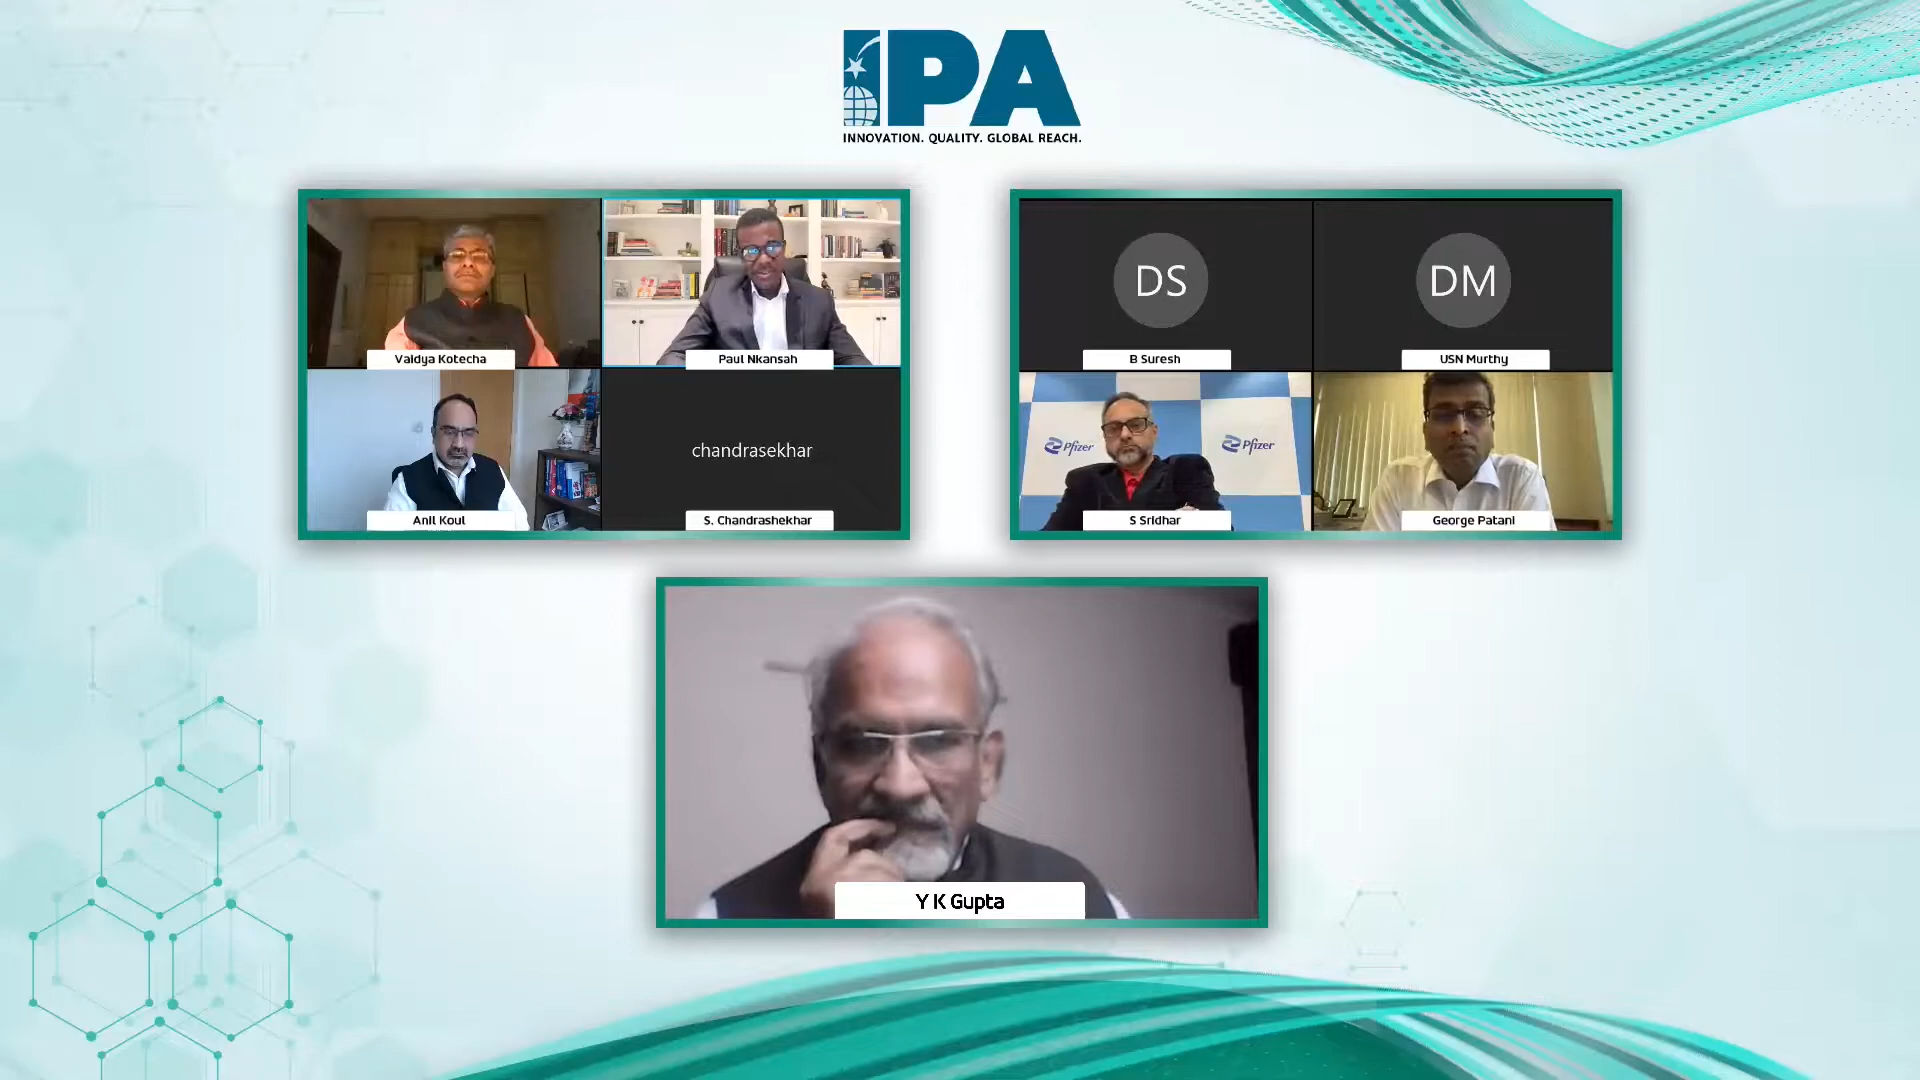 IPA
INNOVATION. QUALITY. GLOBAL REACH.
Vaidya Kotecha
Paul Nkansah
Anil Koul
chandrasekhar
S. Chandrashekhar
DS
DM
B Suresh
USN Murthy
Pfizer
Pfizer
S Sridhar
George Patani
Y K Gupta